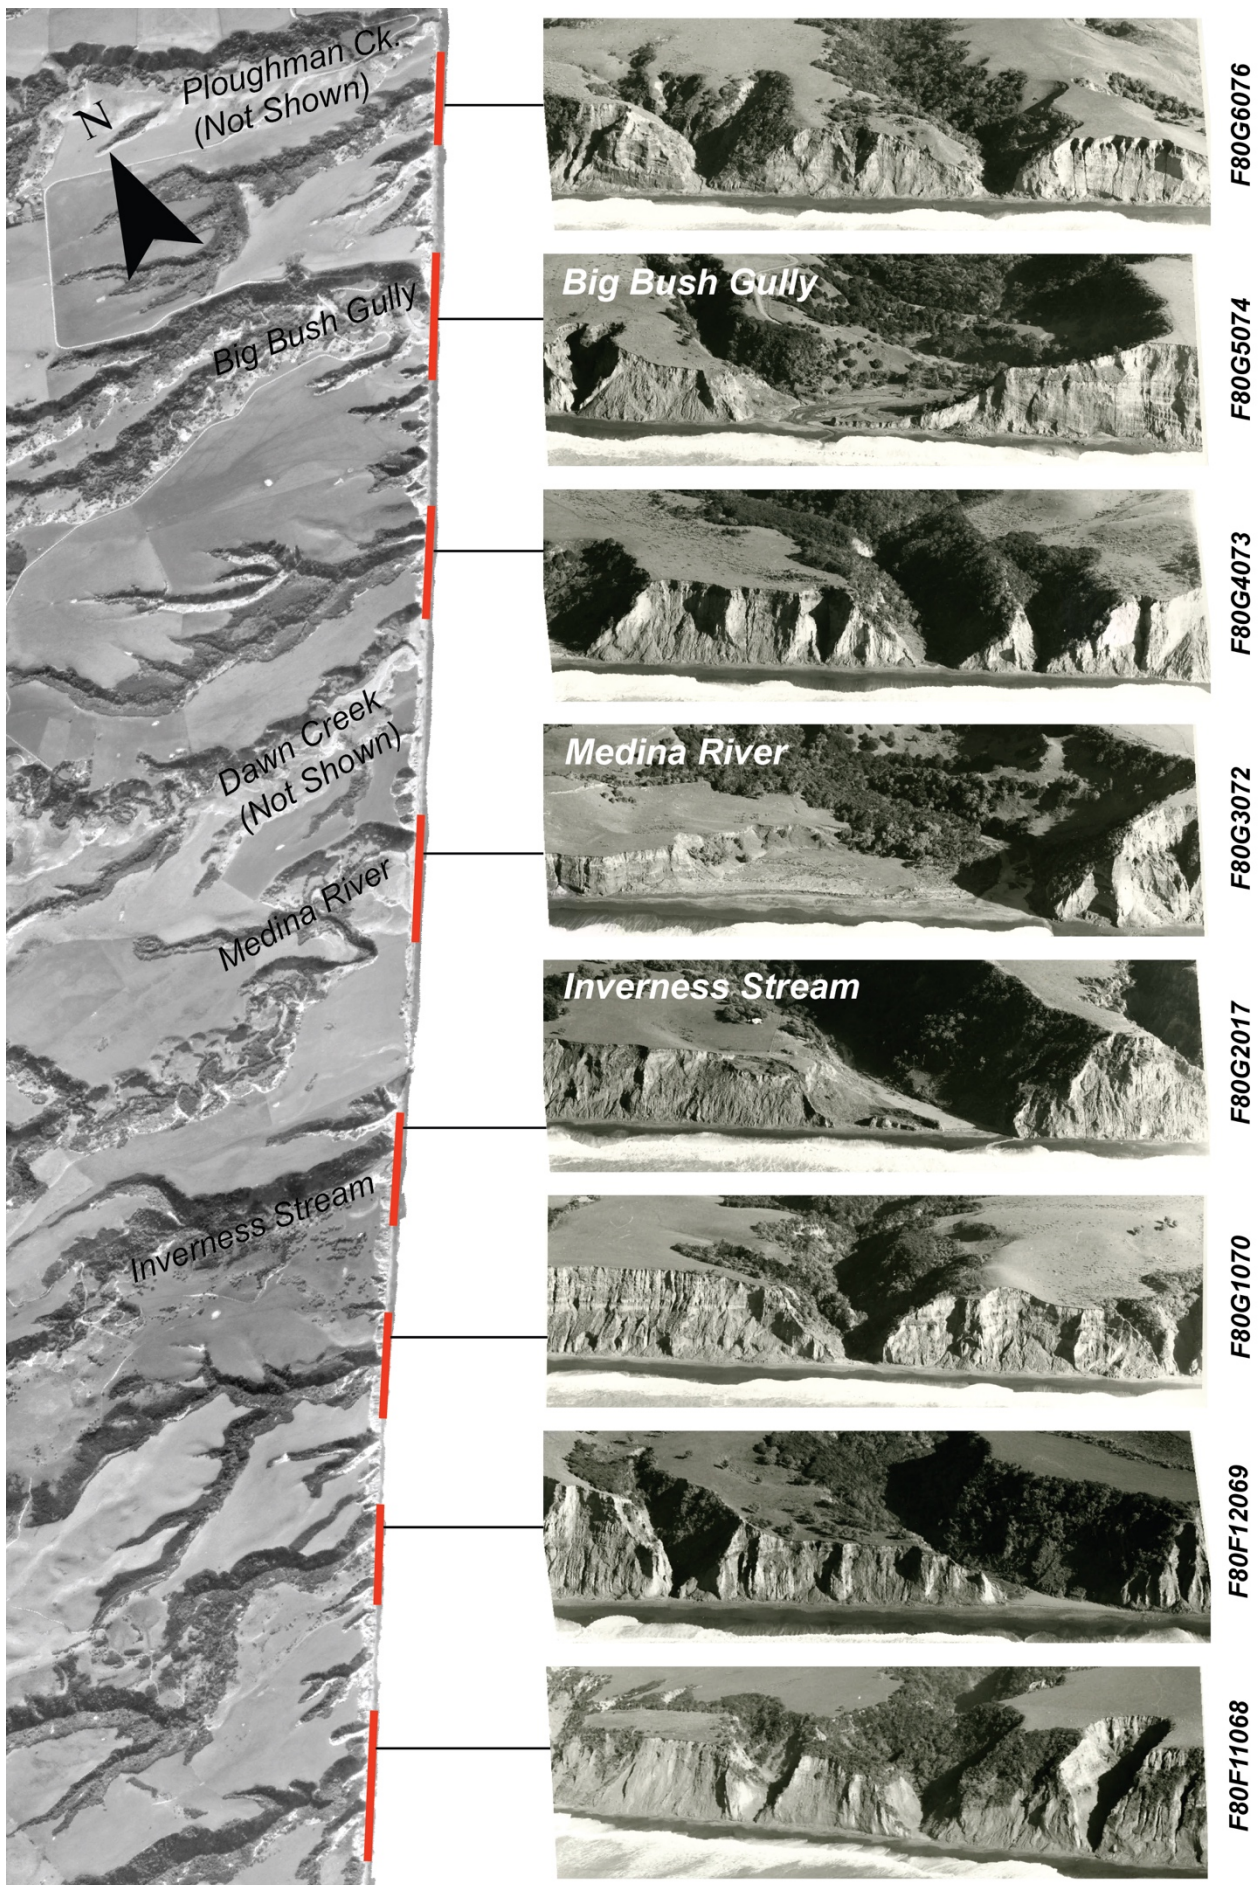 N
Ploughman Ck.
(Not Shown)
F80G6076
Big Bush Gully
Big Bush Gully
F80G5074
F80G4073
Dawn Creek
(Not Shown)
Medina River
Medina River
F80G3072
Inverness Stream
Inverness Stream
F80G2017
F80G1070
F80F12069
F80F11068